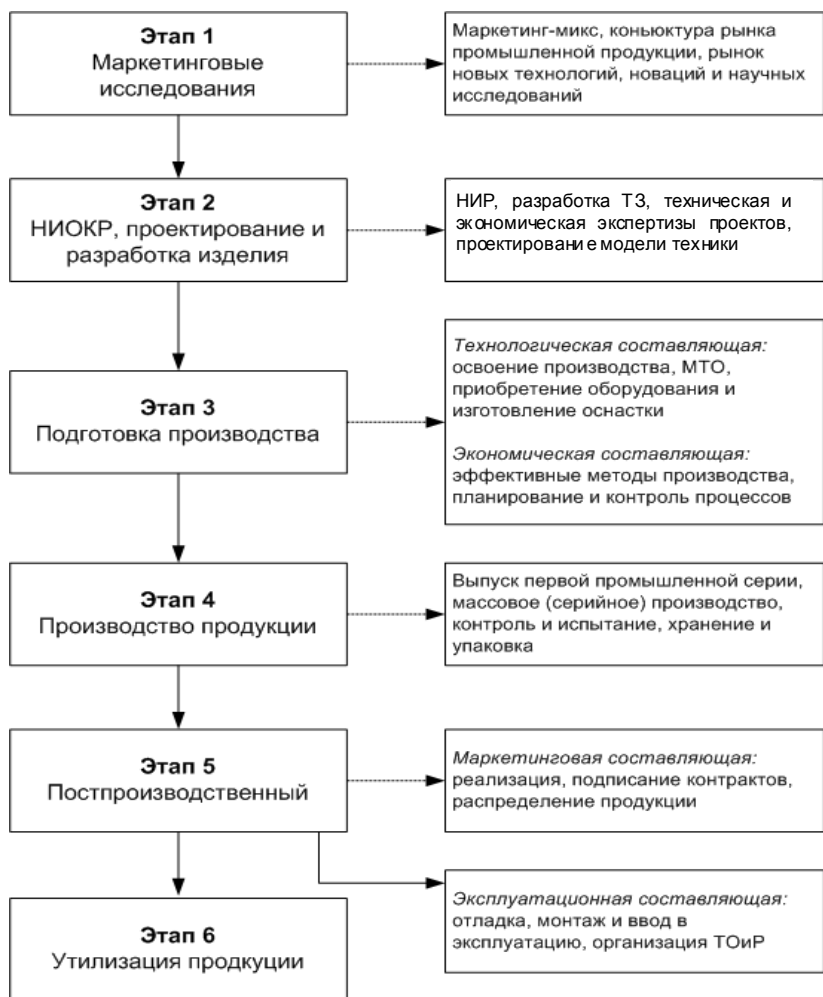 Этап 1
Маркетинговые
исследования
Маркетинг-микс, коньюктура рынка
промышленной продукции, рынок
новых технологий, новаций и научных
исследований
Этап 2
НИОКР, проектирование и
разработка изделия
НИР, разработка ТЗ, техническая и
экономическая экспертизы проектов,
проектирование модели техники
Этап 3
Подготовка производства
Технологическая составляющая:
освоение производства, МТО,
приобретение оборудования и
изготовление оснастки
Экономическая составляющая:
эффективные методы производства,
планирование и контроль процессов
Этап 4
Производство продукции
Выпуск первой промышленной серии,
массовое (серийное) производство,
контроль и испытание, хранение и
упаковка
Этап 5
Постпроизводственный
Маркетинговая составляющая:
реализация, подписание контрактов,
распределение продукции
Эксплуатационная составляющая:
отладка, монтаж и ввод в
эксплуатацию, организация ТОиР
Этап 6
Утилизация продкуции